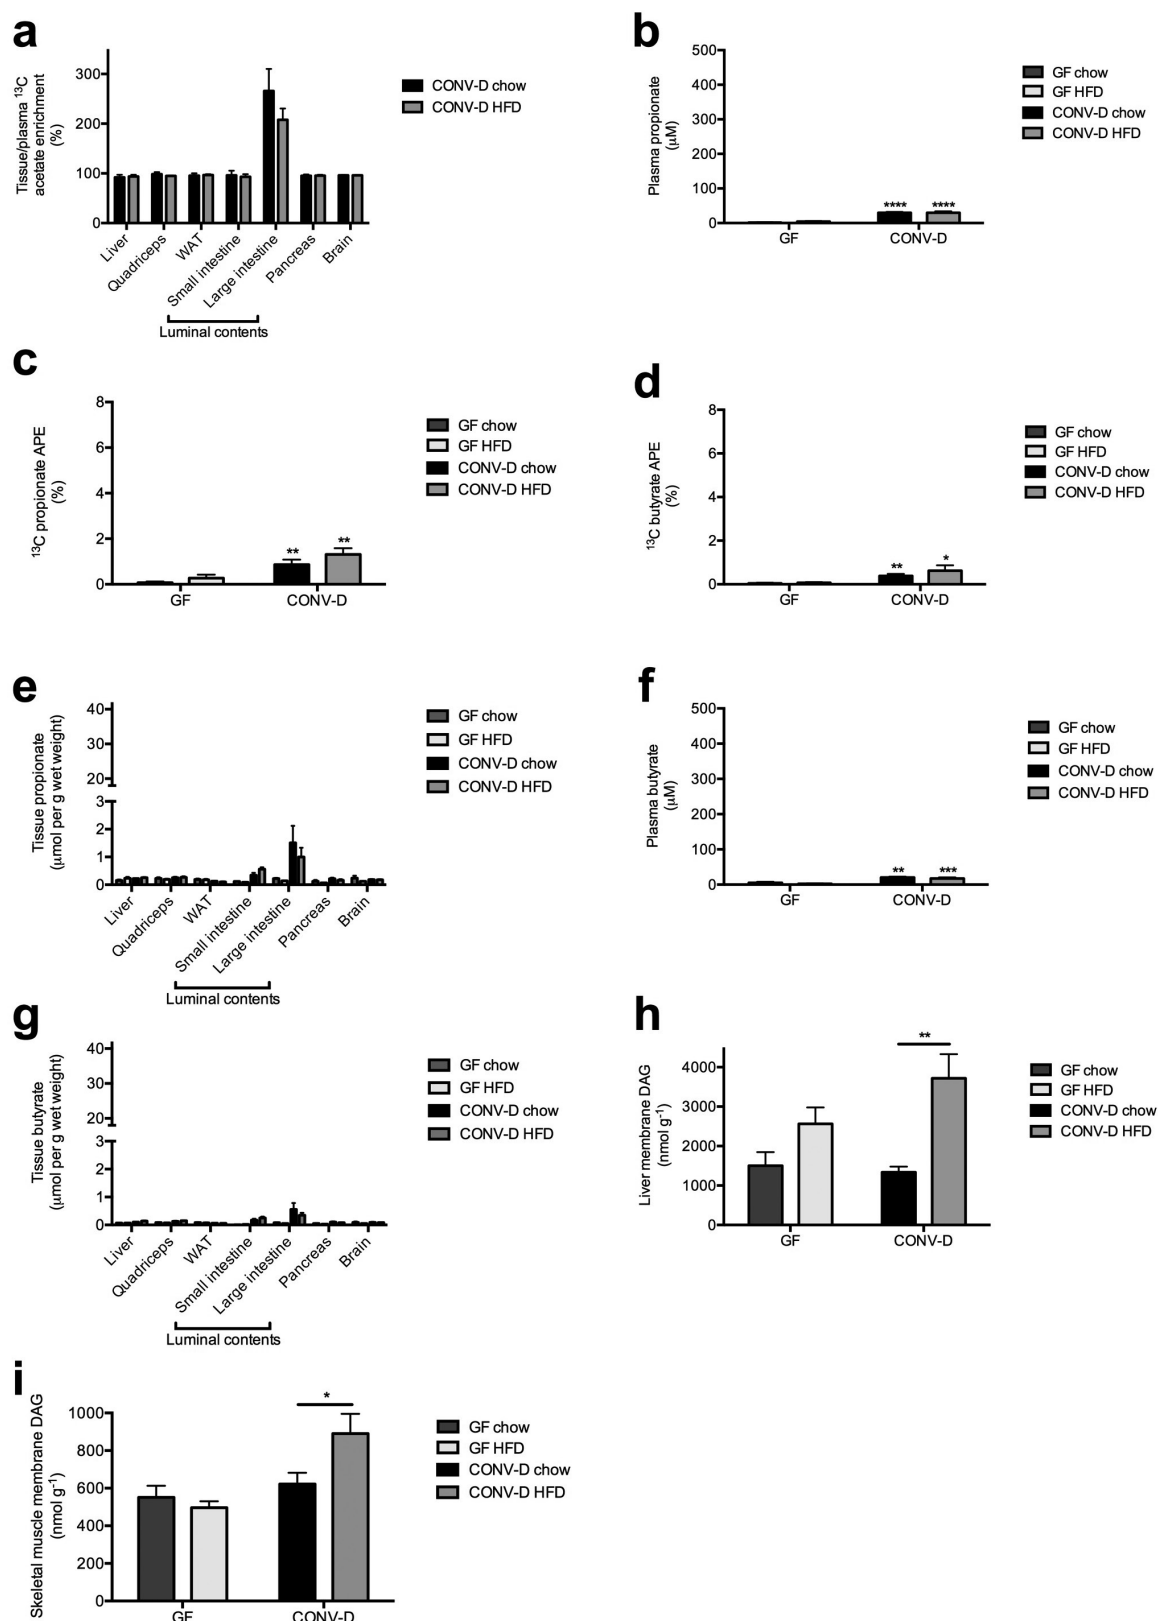 a
Tissue/plasma ¹³C
acetate enrichment
(%)
300
200
100
0
Liver
Quadriceps
WAT
Small intestine
Large intestine
Pancreas
Brain
Luminal contents
CONV-D chow
CONV-D HFD
b
Plasma propionate
(µM)
500
400
300
200
100
0
**** ****
GF CONV-D
GF chow
GF HFD
CONV-D chow
CONV-D HFD
c
¹³C propionate APE
(%)
8
6
4
2
0
** **
GF CONV-D
GF chow
GF HFD
CONV-D chow
CONV-D HFD
d
¹³C butyrate APE
(%)
8
6
4
2
0
** *
GF CONV-D
GF chow
GF HFD
CONV-D chow
CONV-D HFD
e
Tissue propionate
(µmol per g wet weight)
40
30
20
3
2
1
0
Liver
Quadriceps
WAT
Small intestine
Large intestine
Pancreas
Brain
Luminal contents
GF chow
GF HFD
CONV-D chow
CONV-D HFD
f
Plasma butyrate
(µM)
500
400
300
200
100
0
** ***
GF CONV-D
GF chow
GF HFD
CONV-D chow
CONV-D HFD
g
Tissue butyrate
(µmol per g wet weight)
40
30
20
3
2
1
0
Liver
Quadriceps
WAT
Small intestine
Large intestine
Pancreas
Brain
Luminal contents
GF chow
GF HFD
CONV-D chow
CONV-D HFD
h
Liver membrane DAG
(nmol g⁻¹)
4000
3000
2000
1000
0
**
GF CONV-D
GF chow
GF HFD
CONV-D chow
CONV-D HFD
i
Skeletal muscle membrane DAG
(nmol g⁻¹)
1000
800
600
400
200
0
*
GF CONV-D
GF chow
GF HFD
CONV-D chow
CONV-D HFD